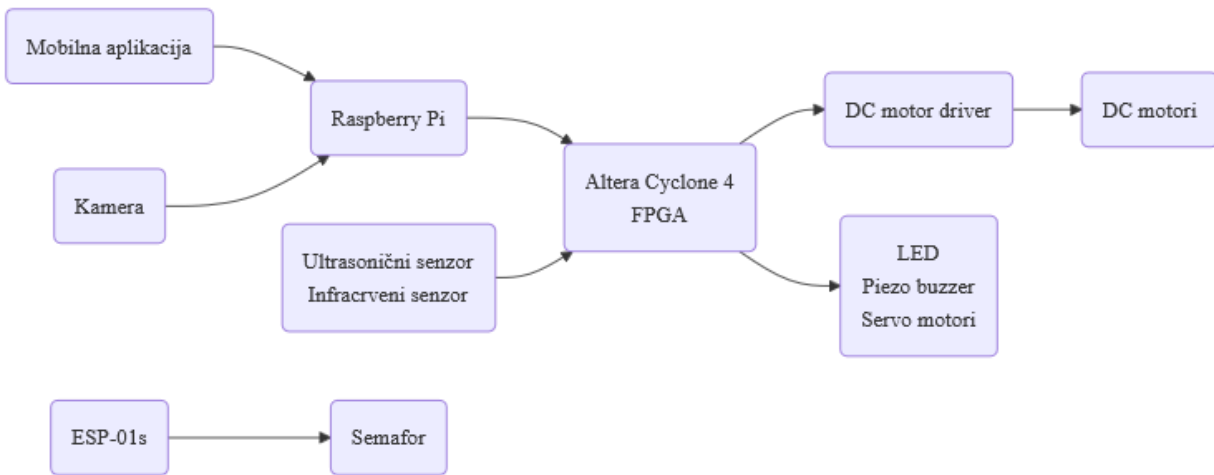 Mobilna aplikacija
Kamera
Raspberry Pi
Ultrasonični senzor
Infracrveni senzor
Altera Cyclone 4
FPGA
DC motor driver
DC motori
LED
Piezo buzzer
Servo motori
ESP-01s
Semafor